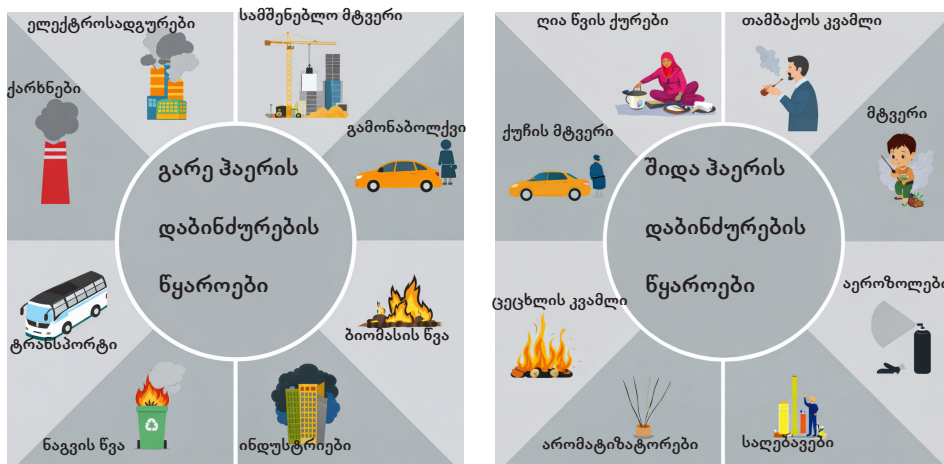 ელექტროსადგურები
სამშენებლო მტვერი
ქარხნები
გამონაბოლქვი
გარე ჰაერის
დაბინძურების
წყაროები
ტრანსპორტი
ბიომასის წვა
ნაგვის წვა
ინდუსტრიები
ღია წვის ქურები
თამბაქოს კვამლი
ქუჩის მტვერი
მტვერი
შიდა ჰაერის
დაბინძურების
წყაროები
ცეცხლის კვამლი
აეროზოლები
არომატიზატორები
საღებავები